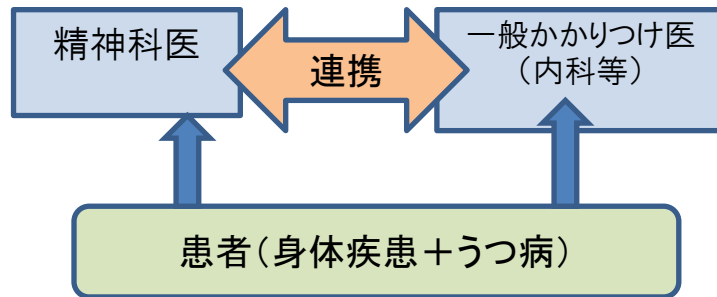 精神科医
連携
一般かかりつけ医
（内科等）
患者（身体疾患＋うつ病）